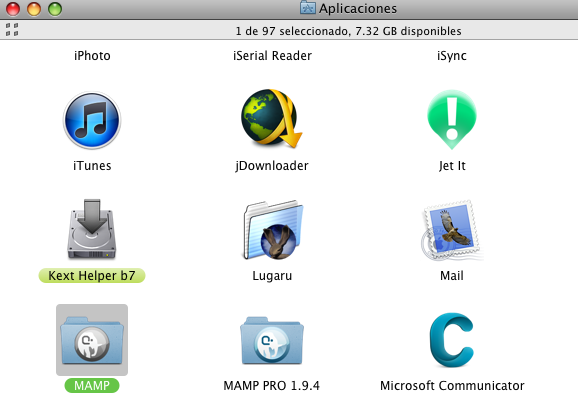 Aplicaciones
1 de 97 seleccionado, 7.32 GB disponibles
iPhoto
iSerial Reader
iSync
iTunes
jDownloader
Jet It
Kext Helper b7
Lugaru
Mail
MAMP
MAMP PRO 1.9.4
Microsoft Communicator